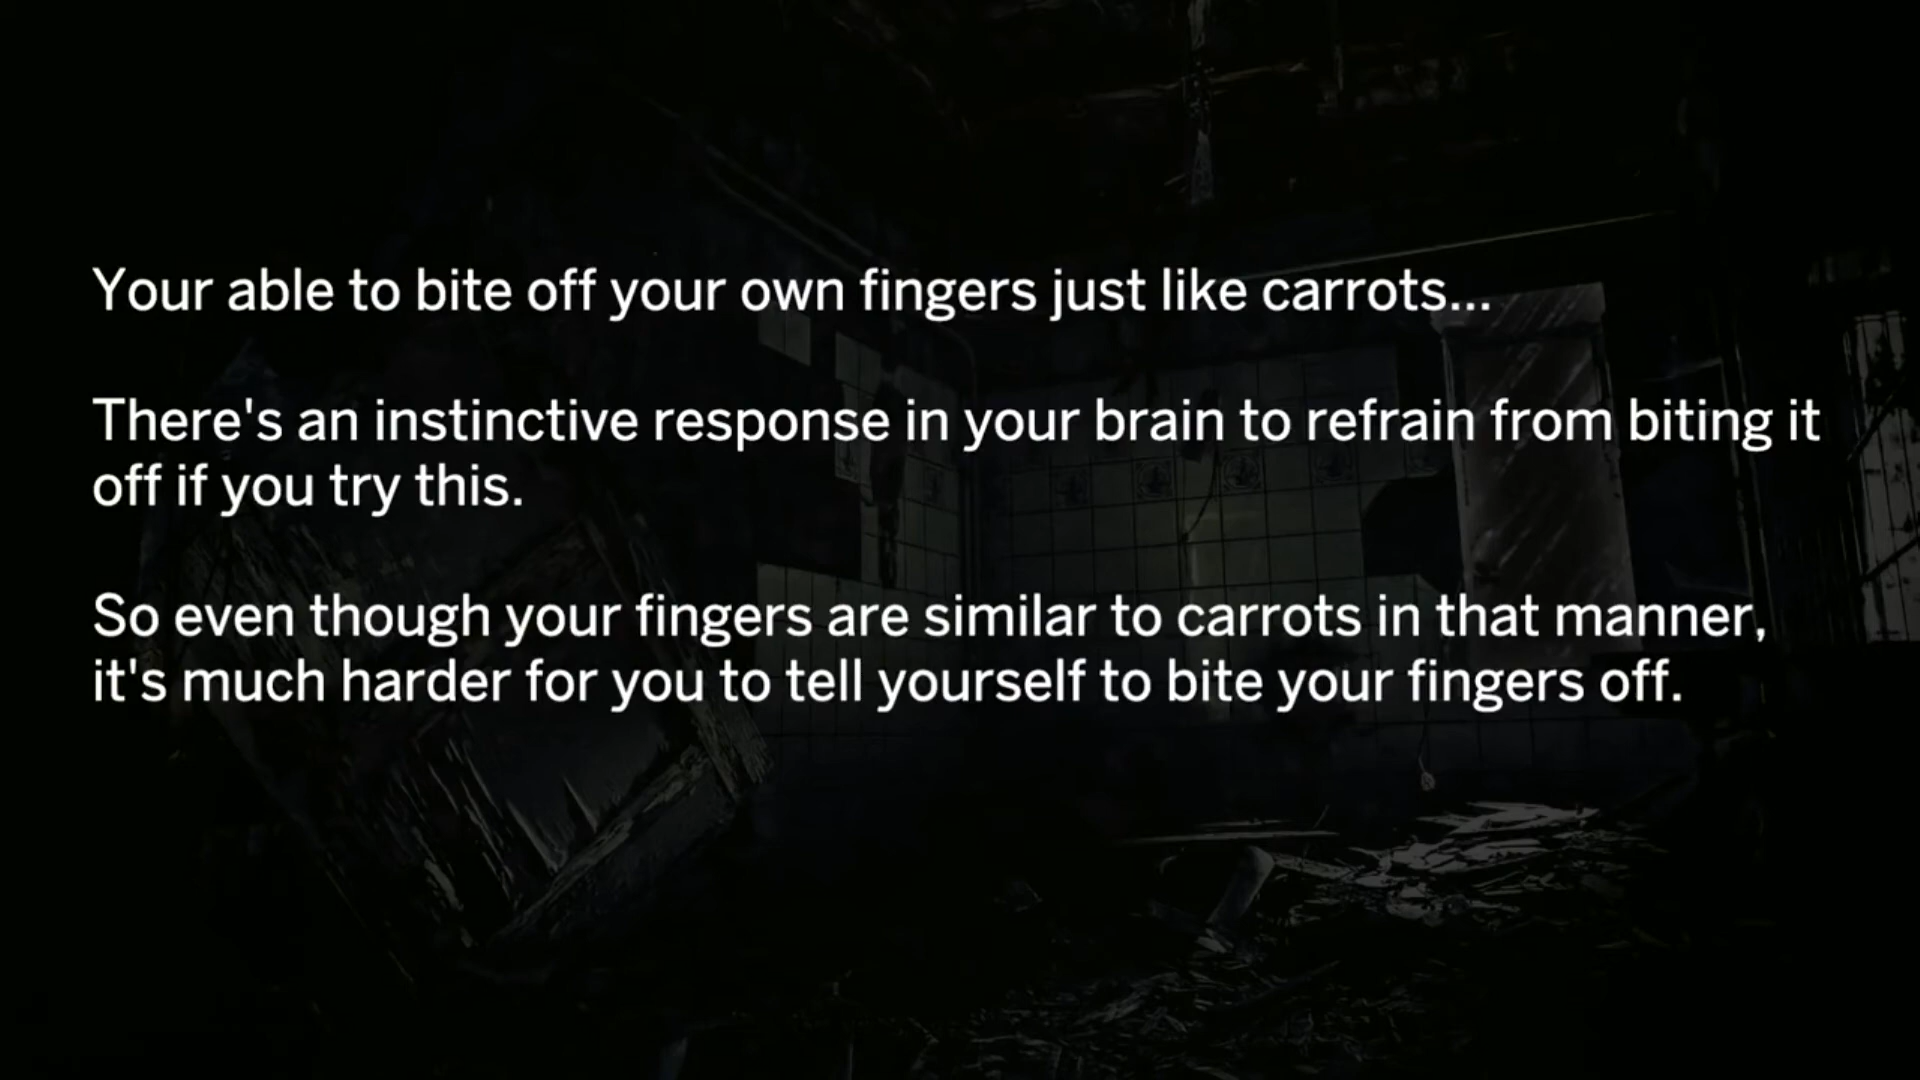 Your able to bite off your own fingers just like carrots...
There's an instinctive response in your brain to refrain from biting it
off if you try this.
So even though your fingers are similar to carrots in that manner,
it's much harder for you to tell yourself to bite your fingers off.